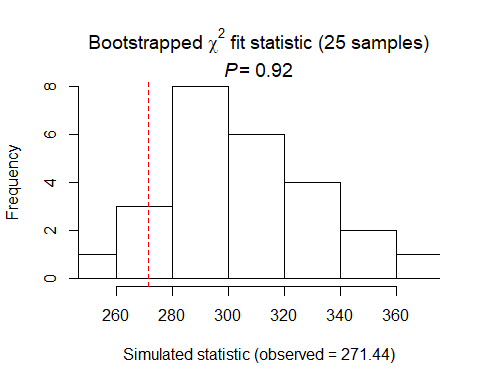 Bootstrapped χ² fit statistic (25 samples)
P = 0.92
Frequency
8
6
4
2
0
260 280 300 320 340 360
Simulated statistic (observed = 271.44)